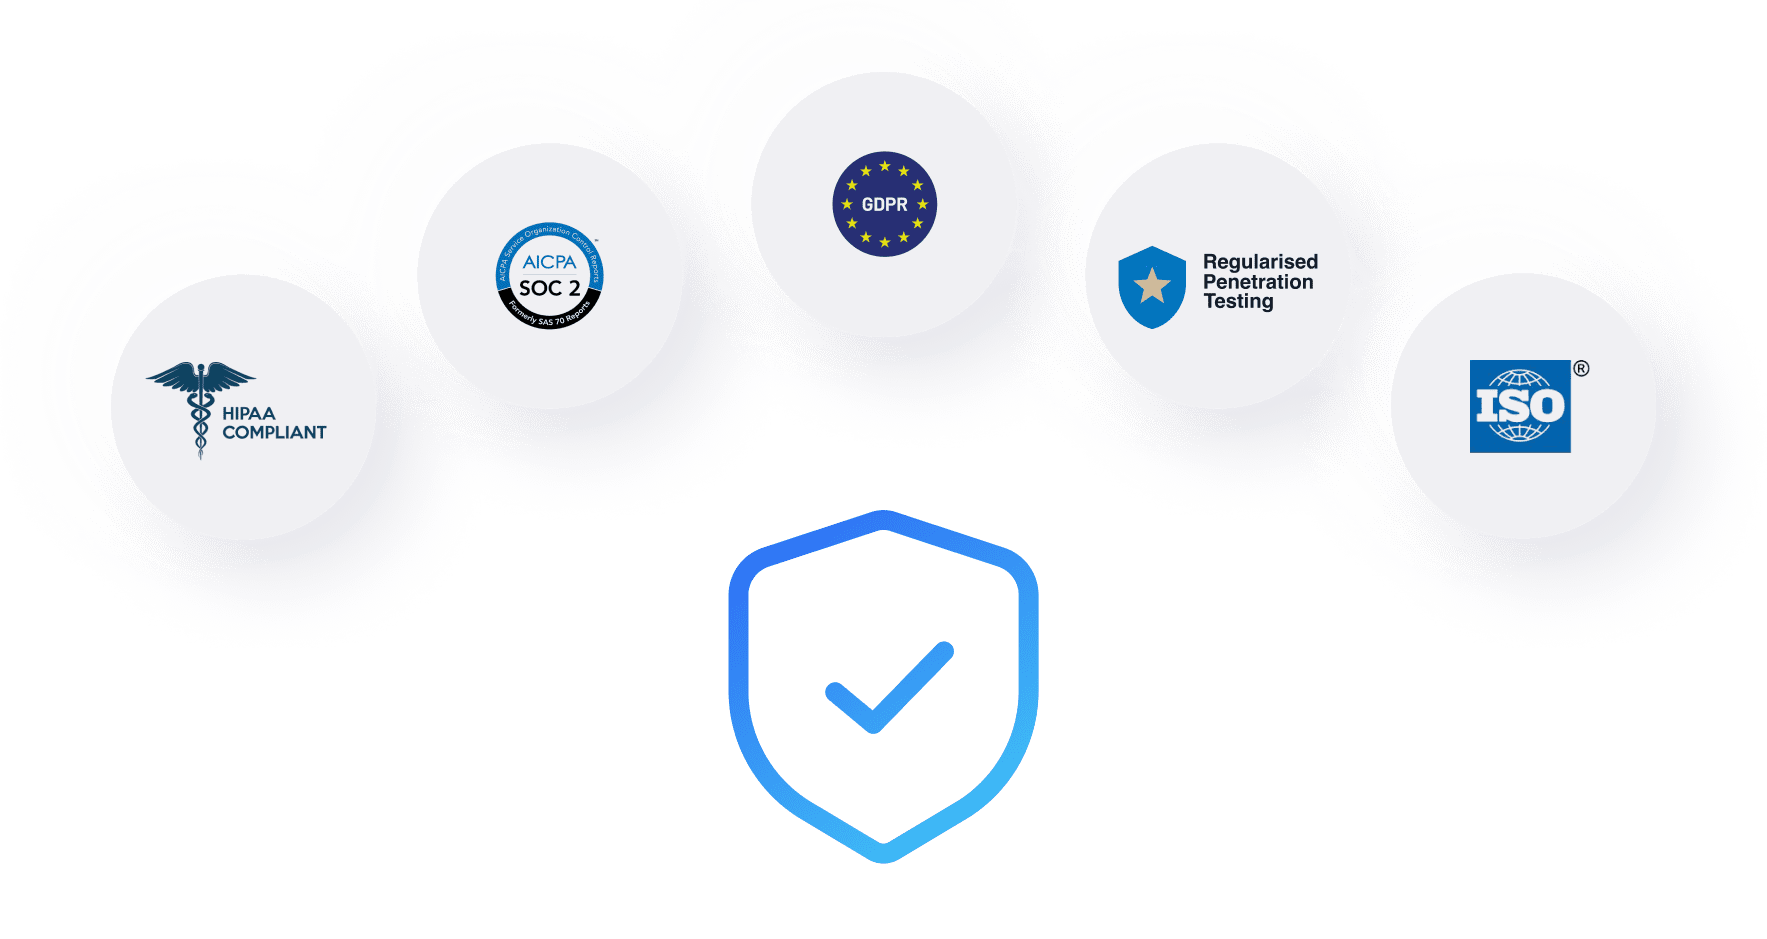 HIPAA
COMPLIANT
AICPA Service Organization Control Reports
AICPA
SOC 2
Formerly SAS 70 Reports
GDPR
Regularised
Penetration
Testing
ISO
®